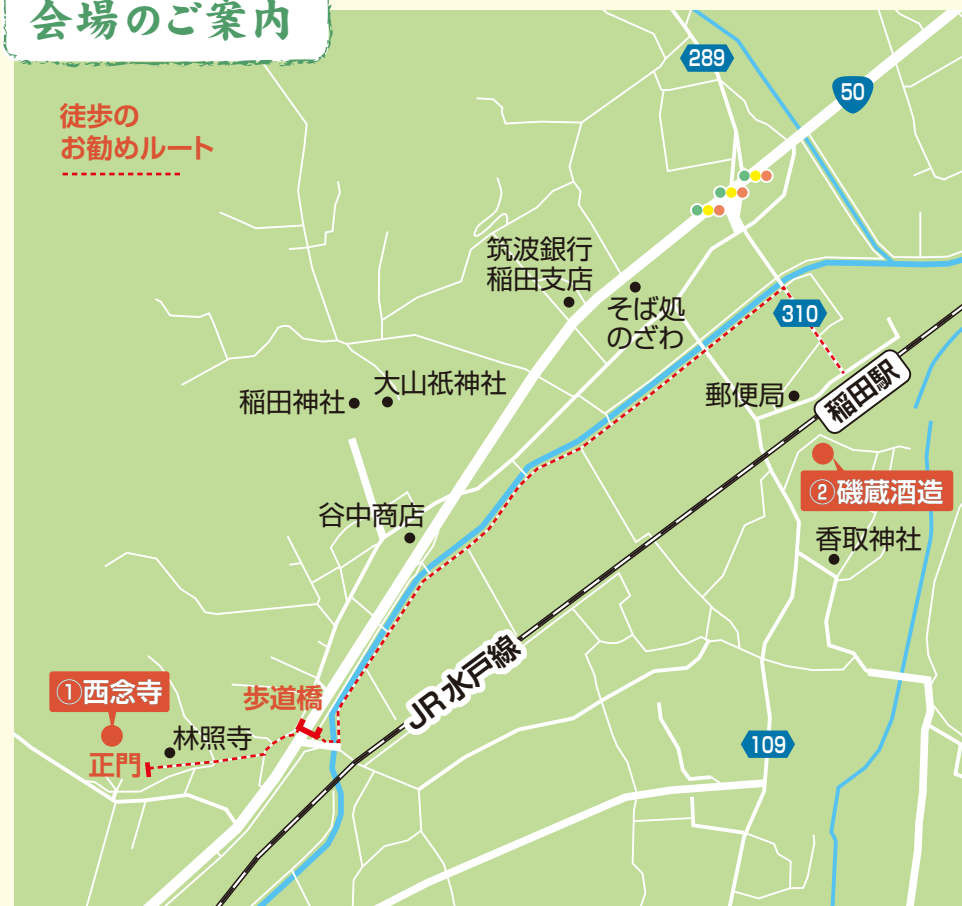 会場のご案内
徒歩の
お勧めルート
289
50
筑波銀行
稲田支店
そば処
のざわ
310
稲田神社
大山祇神社
郵便局
稲田駅
②磯蔵酒造
谷中商店
香取神社
JR水戸線
①西念寺
歩道橋
林照寺
正門
109